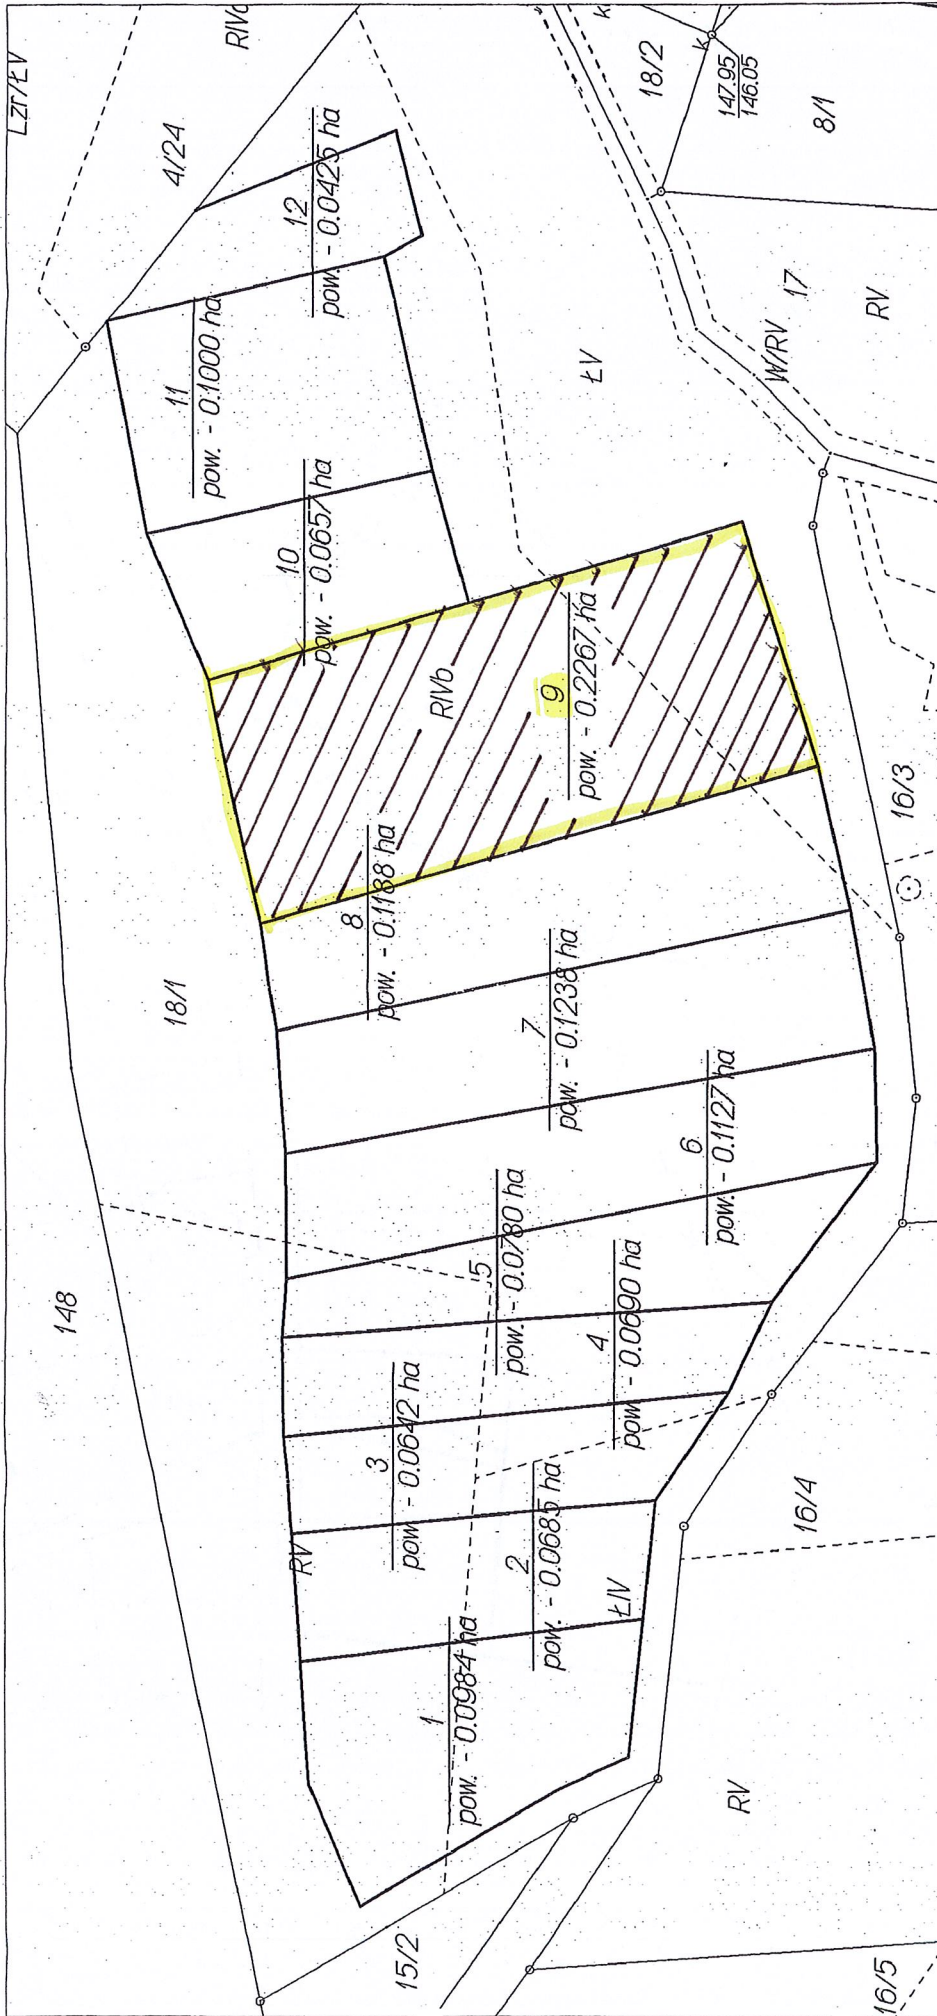 148
18/1
Lzr/ŁV
4/24
15/2
1
pow. - 0.0984 ha
2
pow. - 0.0685 ha
3
pow. - 0.0642 ha
4
pow. - 0.0690 ha
5
pow. - 0.0780 ha
6
pow. - 0.1127 ha
7
pow. - 0.1238 ha
8
pow. - 0.1188 ha
9
pow. - 0.2267 ha
10
pow. - 0.0657 ha
11
pow. - 0.1000 ha
12
pow. - 0.0425 ha
RV
ŁIV
RIVb
ŁV
W/RV
17
RV
18/2
k
147.95
146.05
8/1
16/3
16/4
RV
16/5